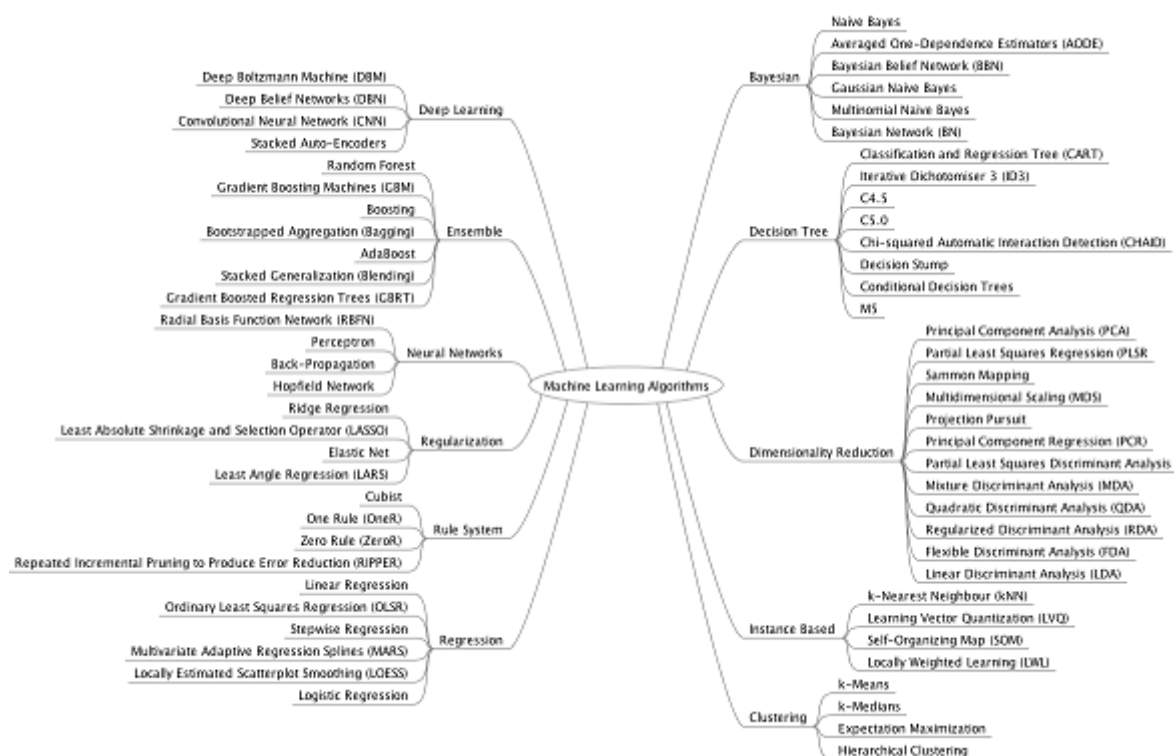 Machine Learning Algorithms
Deep Learning
Deep Boltzmann Machine (DBM)
Deep Belief Networks (DBN)
Convolutional Neural Network (CNN)
Stacked Auto-Encoders
Ensemble
Random Forest
Gradient Boosting Machines (GBM)
Boosting
Bootstrapped Aggregation (Bagging)
AdaBoost
Stacked Generalization (Blending)
Gradient Boosted Regression Trees (GBRT)
Neural Networks
Radial Basis Function Network (RBFN)
Perceptron
Back-Propagation
Hopfield Network
Regularization
Ridge Regression
Least Absolute Shrinkage and Selection Operator (LASSO)
Elastic Net
Least Angle Regression (LARS)
Rule System
Cubist
One Rule (OneR)
Zero Rule (ZeroR)
Repeated Incremental Pruning to Produce Error Reduction (RIPPER)
Regression
Linear Regression
Ordinary Least Squares Regression (OLSR)
Stepwise Regression
Multivariate Adaptive Regression Splines (MARS)
Locally Estimated Scatterplot Smoothing (LOESS)
Logistic Regression
Bayesian
Naive Bayes
Averaged One-Dependence Estimators (AODE)
Bayesian Belief Network (BBN)
Gaussian Naive Bayes
Multinomial Naive Bayes
Bayesian Network (BN)
Decision Tree
Classification and Regression Tree (CART)
Iterative Dichotomiser 3 (ID3)
C4.5
C5.0
Chi-squared Automatic Interaction Detection (CHAID)
Decision Stump
Conditional Decision Trees
M5
Dimensionality Reduction
Principal Component Analysis (PCA)
Partial Least Squares Regression (PLSR
Sammon Mapping
Multidimensional Scaling (MDS)
Projection Pursuit
Principal Component Regression (PCR)
Partial Least Squares Discriminant Analysis
Mixture Discriminant Analysis (MDA)
Quadratic Discriminant Analysis (QDA)
Regularized Discriminant Analysis (RDA)
Flexible Discriminant Analysis (FDA)
Linear Discriminant Analysis (LDA)
Instance Based
k-Nearest Neighbour (kNN)
Learning Vector Quantization (LVQ)
Self-Organizing Map (SOM)
Locally Weighted Learning (LWL)
Clustering
k-Means
k-Medians
Expectation Maximization
Hierarchical Clustering